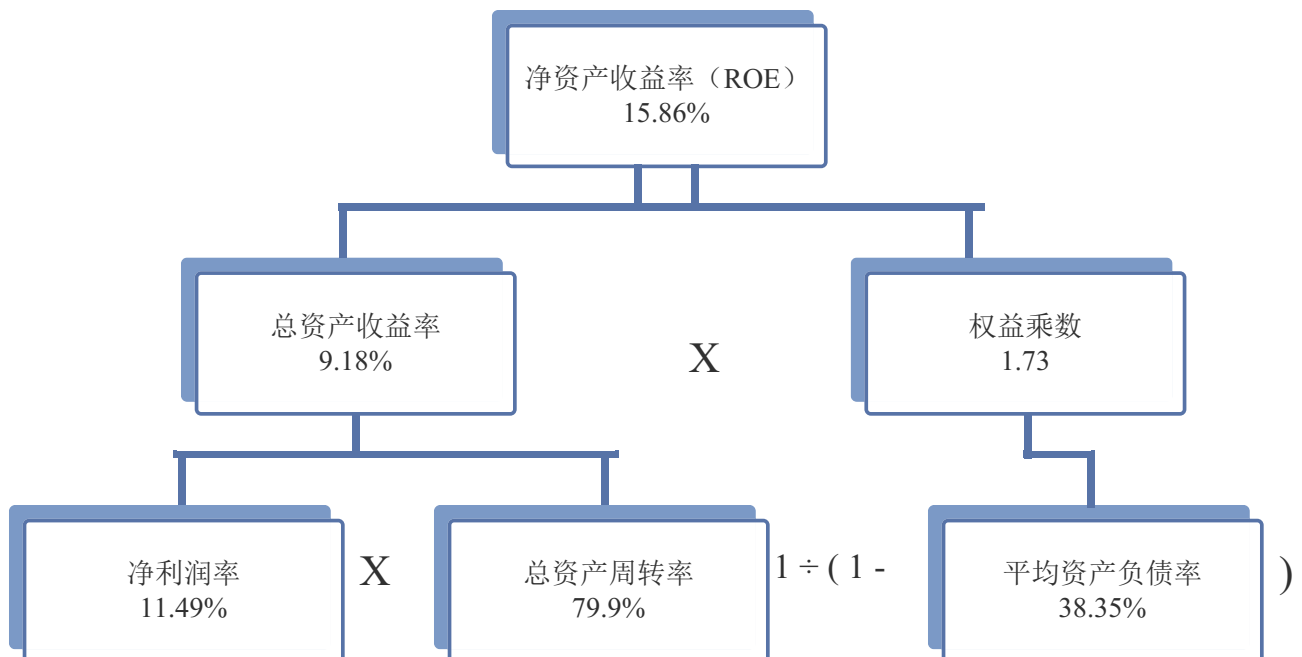 净资产收益率（ROE）
15.86%
总资产收益率
9.18%
X
权益乘数
1.73
净利润率
11.49%
X
总资产周转率
79.9%
1 ÷ ( 1 -
平均资产负债率
38.35%
)